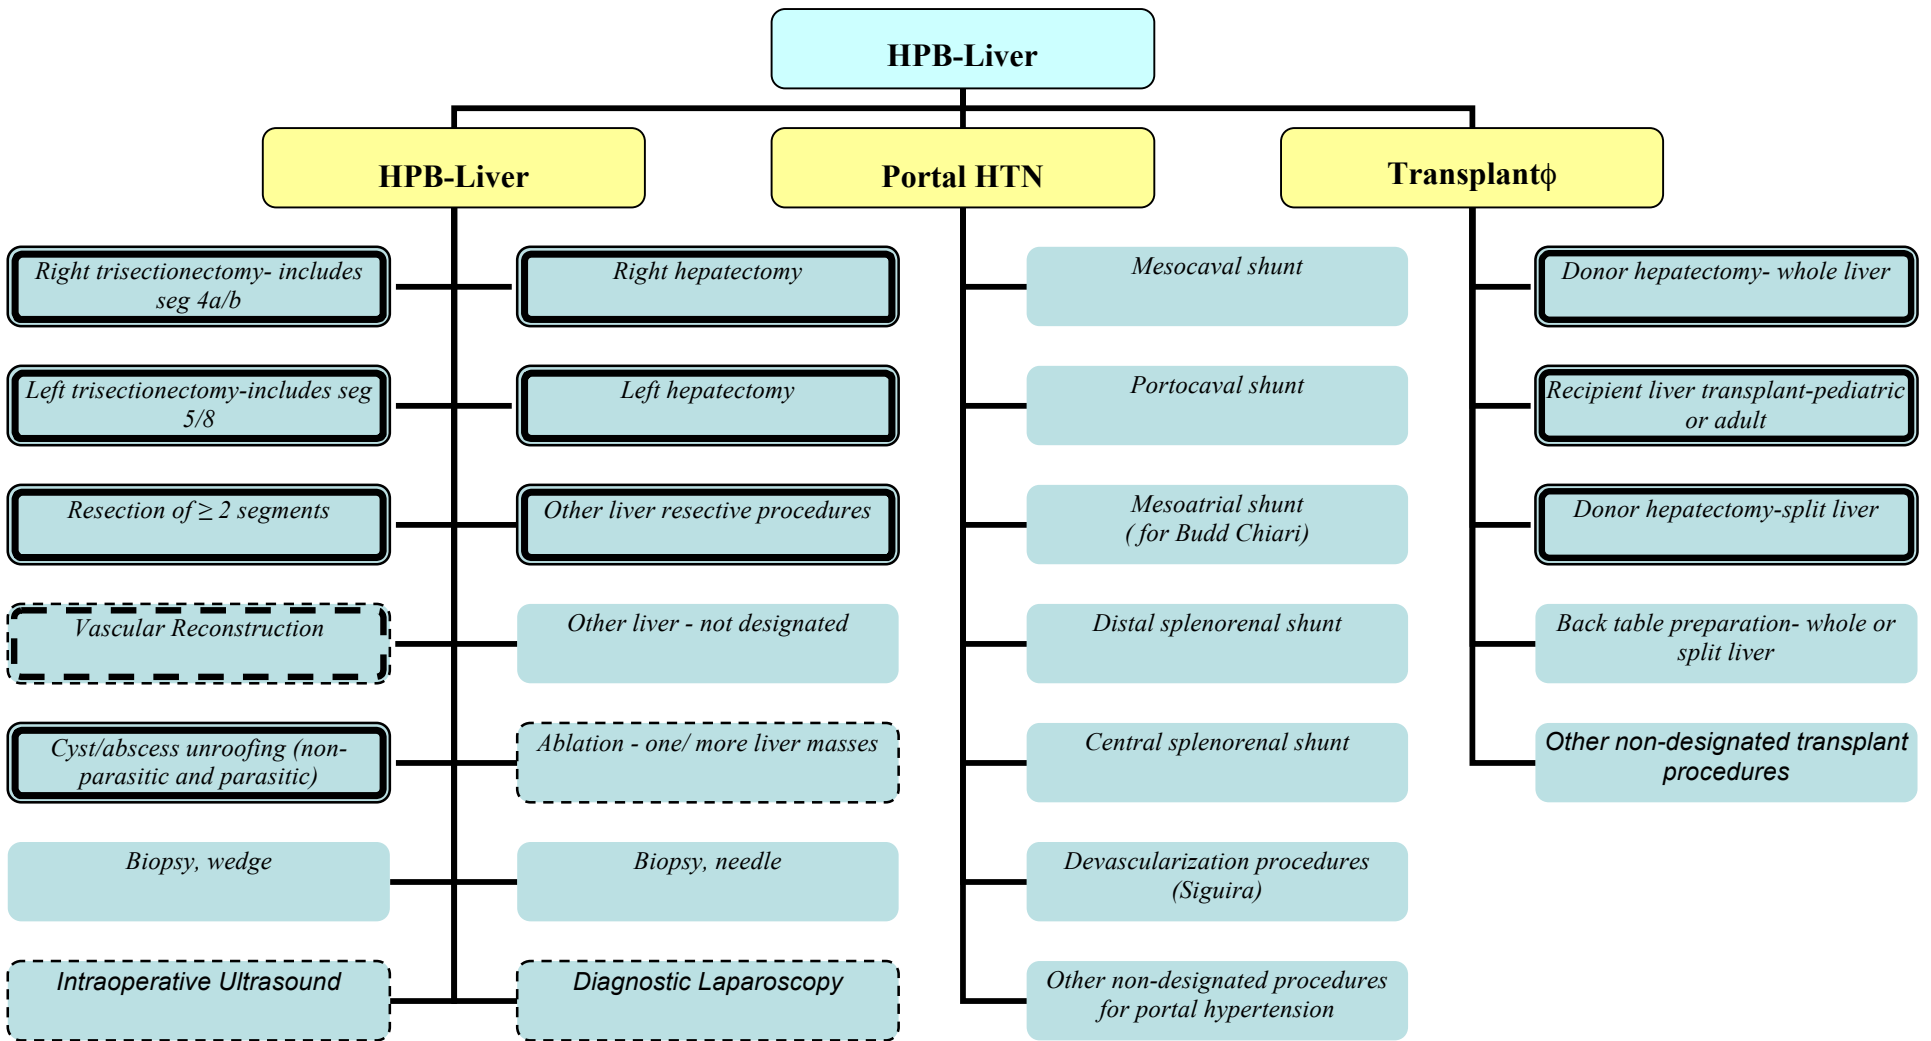 HPB-Liver
HPB-Liver
Portal HTN
Transplantϕ
Right trisectionectomy- includes
seg 4a/b
Right hepatectomy
Mesocaval shunt
Donor hepatectomy- whole liver
Left trisectionectomy-includes seg
5/8
Left hepatectomy
Portocaval shunt
Recipient liver transplant-pediatric
or adult
Resection of ≥ 2 segments
Other liver resective procedures
Mesoatrial shunt
( for Budd Chiari)
Donor hepatectomy-split liver
Vascular Reconstruction
Other liver - not designated
Distal splenorenal shunt
Back table preparation- whole or
split liver
Cyst/abscess unroofing (non-
parasitic and parasitic)
Ablation - one/ more liver masses
Central splenorenal shunt
Other non-designated transplant
procedures
Biopsy, wedge
Biopsy, needle
Devascularization procedures
(Siguira)
Intraoperative Ultrasound
Diagnostic Laparoscopy
Other non-designated procedures
for portal hypertension